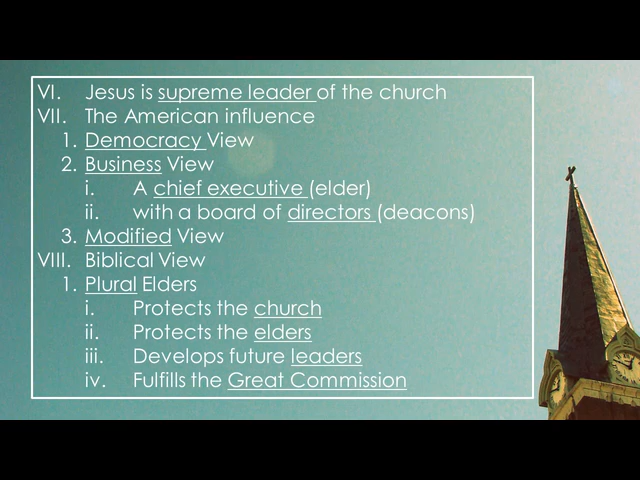 VI. Jesus is supreme leader of the church
VII. The American influence
1. Democracy View
2. Business View
i. A chief executive (elder)
ii. with a board of directors (deacons)
3. Modified View
VIII. Biblical View
1. Plural Elders
i. Protects the church
ii. Protects the elders
iii. Develops future leaders
iv. Fulfills the Great Commission